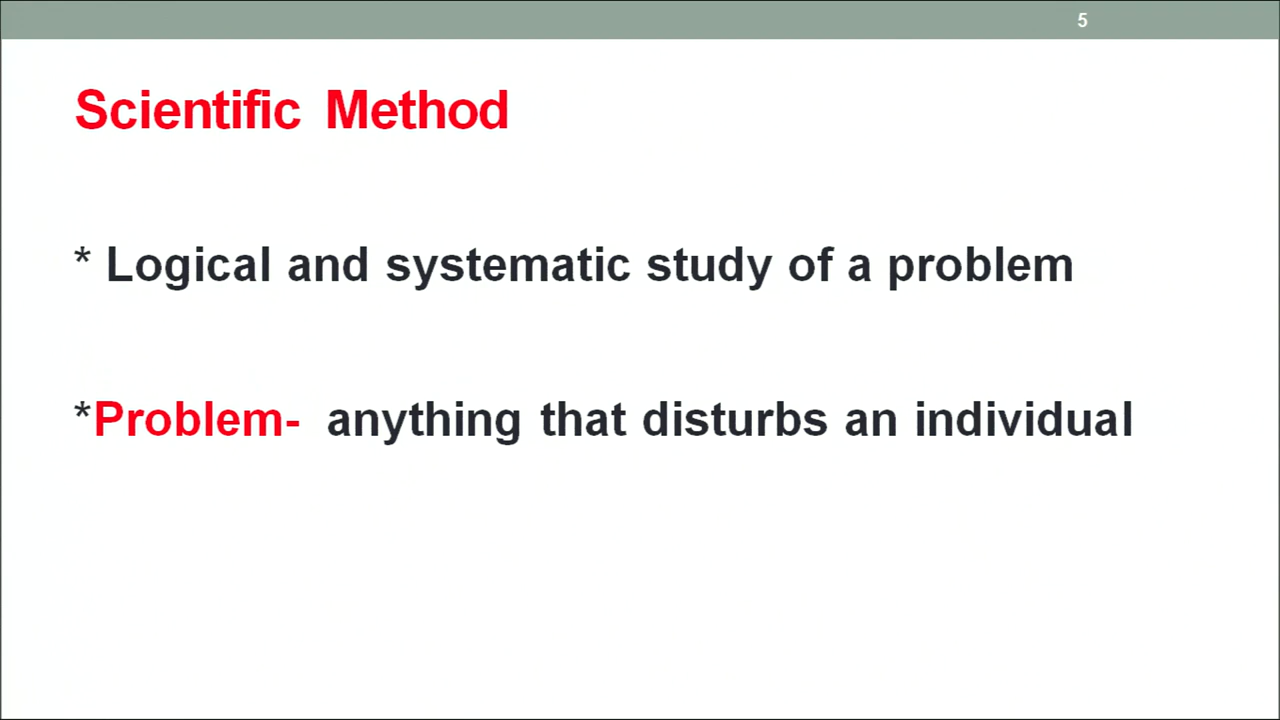 5
Scientific Method
* Logical and systematic study of a problem
*Problem- anything that disturbs an individual